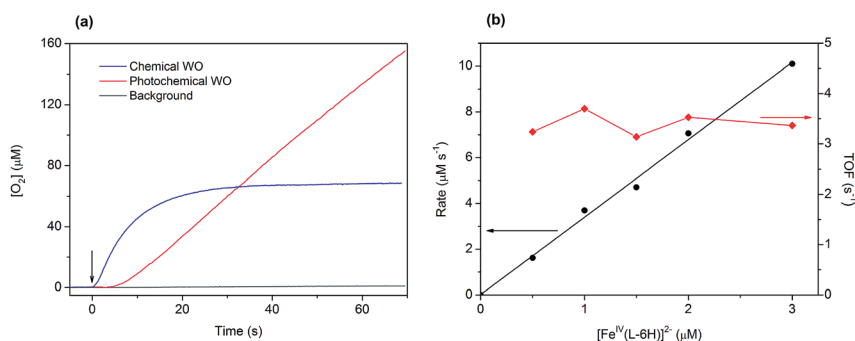 (a)
160
120
80
40
0
[O₂] (μM)
Chemical WO
Photochemical WO
Background
0 20 40 60
Time (s)
(b)
10
8
6
4
2
0
Rate (μM s⁻¹)
5
4
3
2
1
0
TOF (s⁻¹)
0 1 2 3
[Feᴵⱽ(L-6H)]²⁻ (μM)